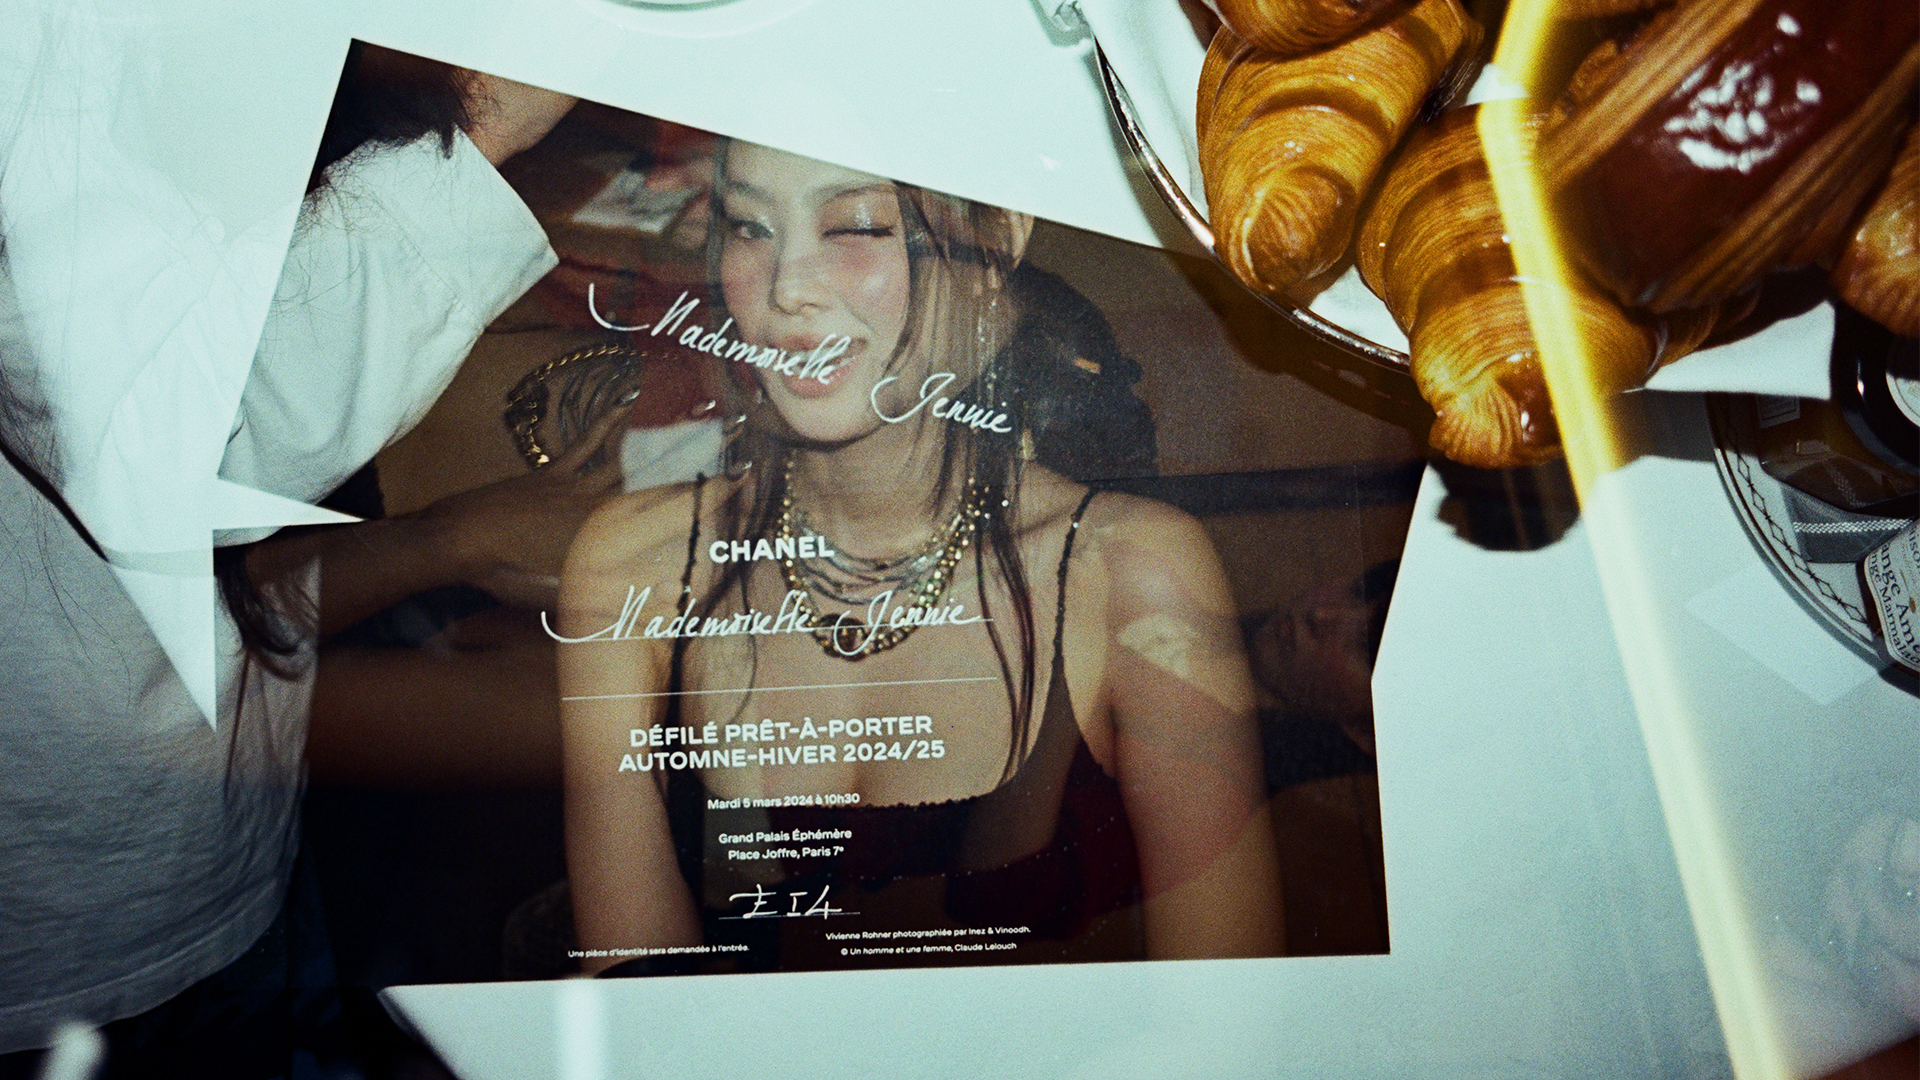 Mademoiselle Jennie
CHANEL
Mademoiselle Jennie
DÉFILÉ PRÊT-À-PORTER
AUTOMNE-HIVER 2024/25
Mardi 5 mars 2024 à 10h30
Grand Palais Éphémère
Place Joffre, Paris 7ᵉ
E I4
Vivienne Rohner photographiée par Inez & Vinoodh.
Une pièce d'identité sera demandée à l'entrée.
© Un homme et une femme, Claude Lelouch